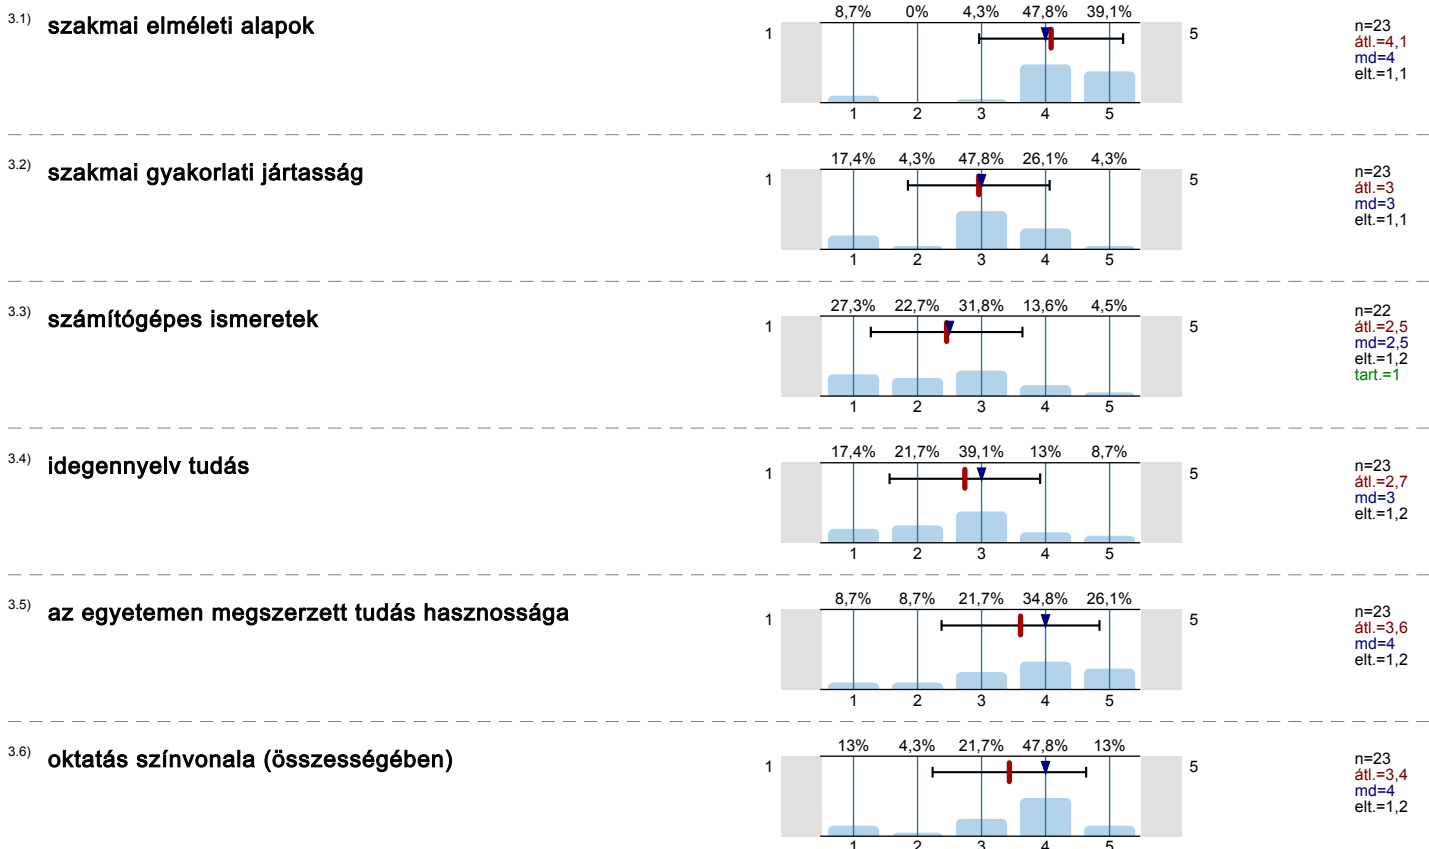 3.1) szakmai elméleti alapok
8,7% 0% 4,3% 47,8% 39,1%
1 5
1 2 3 4 5
n=23
átl.=4,1
md=4
elt.=1,1
3.2) szakmai gyakorlati jártasság
17,4% 4,3% 47,8% 26,1% 4,3%
1 5
1 2 3 4 5
n=23
átl.=3
md=3
elt.=1,1
3.3) számítógépes ismeretek
27,3% 22,7% 31,8% 13,6% 4,5%
1 5
1 2 3 4 5
n=22
átl.=2,5
md=2,5
elt.=1,2
tart.=1
3.4) idegennyelv tudás
17,4% 21,7% 39,1% 13% 8,7%
1 5
1 2 3 4 5
n=23
átl.=2,7
md=3
elt.=1,2
3.5) az egyetemen megszerzett tudás hasznossága
8,7% 8,7% 21,7% 34,8% 26,1%
1 5
1 2 3 4 5
n=23
átl.=3,6
md=4
elt.=1,2
3.6) oktatás színvonala (összességében)
13% 4,3% 21,7% 47,8% 13%
1 5
1 2 3 4 5
n=23
átl.=3,4
md=4
elt.=1,2